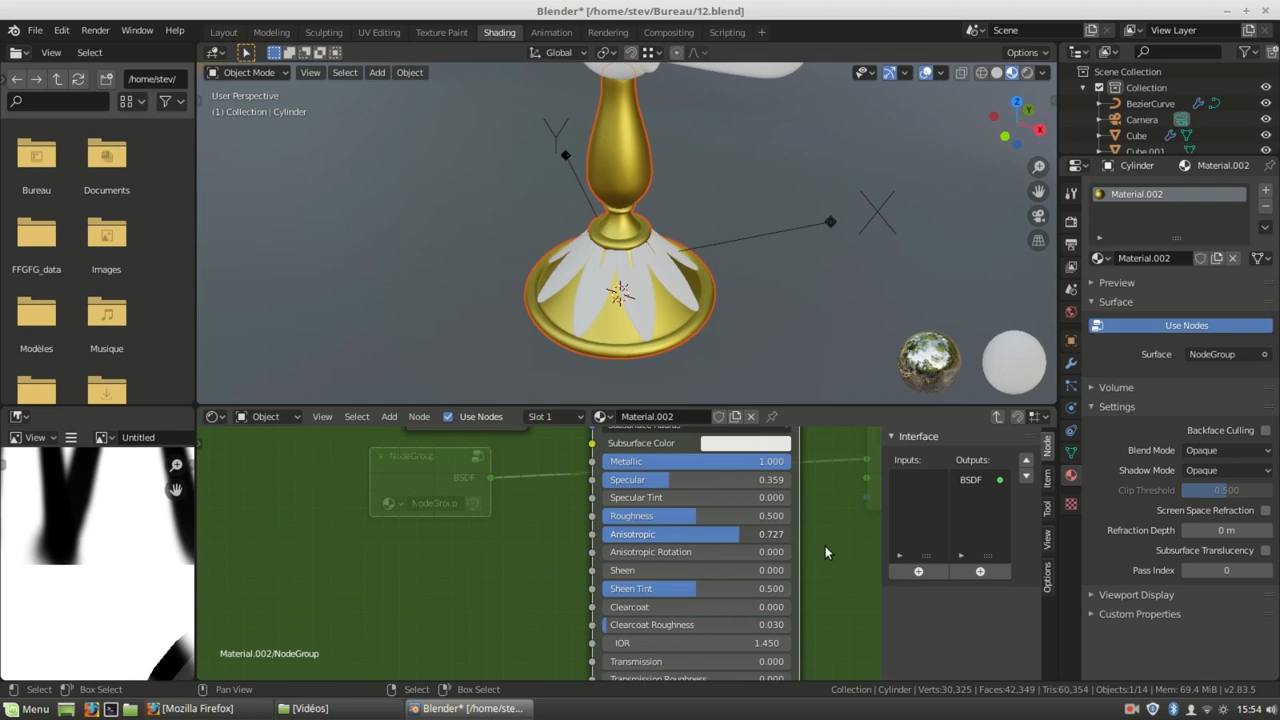 Blender* [/home/stev/Bureau/12.blend]
File Edit Render Window Help
Layout Modeling Sculpting UV Editing Texture Paint Shading Animation Rendering Compositing Scripting +
Scene View Layer
View Select
Global Options
/home/stev/
Object Mode View Select Add Object
User Perspective
(1) Collection | Cylinder
Bureau Documents
FFGFG_data Images
Modèles Musique
Y X
Z Y X
Scene Collection
Collection
BezierCurve
Camera
Cube
Cube.001
Cylinder Material.002
Material.002
Material.002
Preview
Surface
Use Nodes
Surface NodeGroup
Volume
Settings
Backface Culling
Blend Mode Opaque
Shadow Mode Opaque
Clip Threshold 0.500
Screen Space Refraction
Refraction Depth 0 m
Subsurface Translucency
Pass Index 0
Viewport Display
Custom Properties
View Untitled
Object View Select Add Node Use Nodes Slot 1 Material.002
NodeGroup
BSDF
NodeGroup
Subsurface Radius
Subsurface Color
Metallic 1.000
Specular 0.359
Specular Tint 0.000
Roughness 0.500
Anisotropic 0.727
Anisotropic Rotation 0.000
Sheen 0.000
Sheen Tint 0.500
Clearcoat 0.000
Clearcoat Roughness 0.030
IOR 1.450
Transmission 0.000
Transmission Roughness 0.000
Interface
Inputs: Outputs:
BSDF
Node
Item
Tool
View
Options
Material.002/NodeGroup
Select Box Select Pan View Select Box Select
Collection | Cylinder | Verts:30,325 | Faces:42,349 | Tris:60,354 | Objects:1/14 | Mem: 69.4 MiB | v2.83.5
Menu [Mozilla Firefox] [Vidéos] Blender* [/home/ste... 15:54